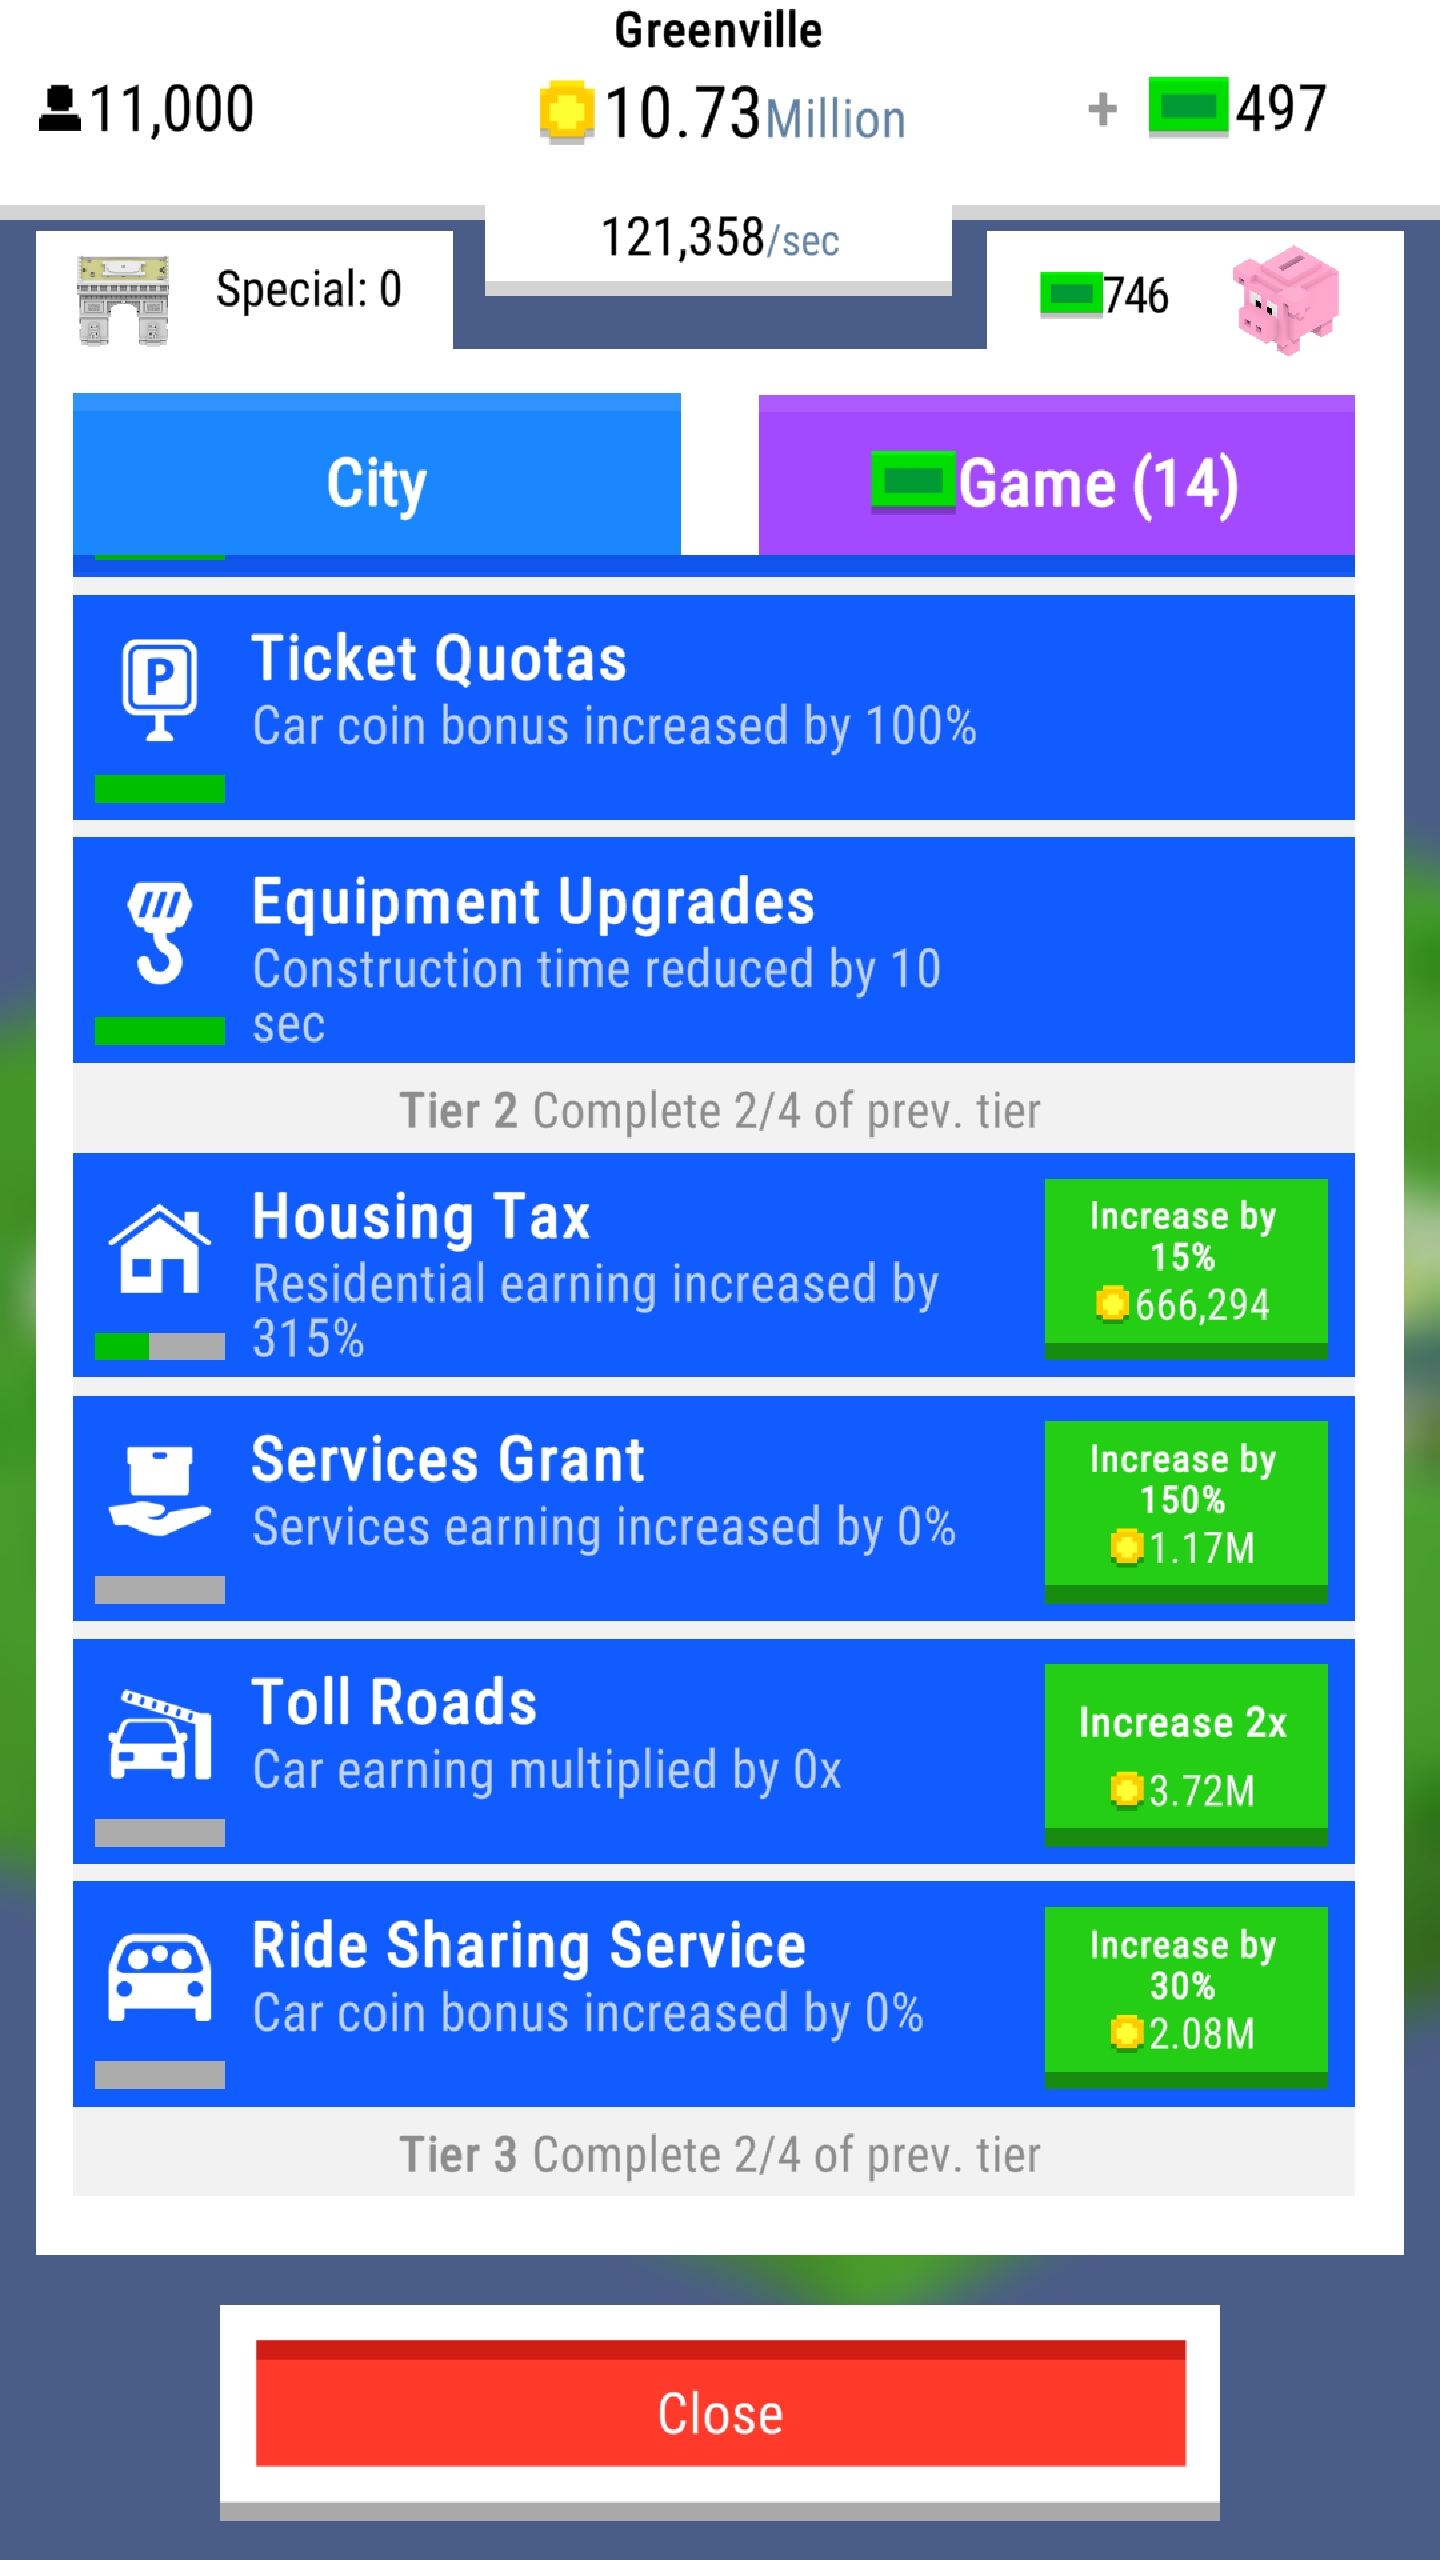 Greenville
11,000
10.73Million
+ 497
121,358/sec
Special: 0
746
City
Game (14)
P
Ticket Quotas
Car coin bonus increased by 100%
Equipment Upgrades
Construction time reduced by 10
sec
Tier 2 Complete 2/4 of prev. tier
Housing Tax
Residential earning increased by
315%
Increase by
15%
666,294
Services Grant
Services earning increased by 0%
Increase by
150%
1.17M
Toll Roads
Car earning multiplied by 0x
Increase 2x
3.72M
Ride Sharing Service
Car coin bonus increased by 0%
Increase by
30%
2.08M
Tier 3 Complete 2/4 of prev. tier
Close